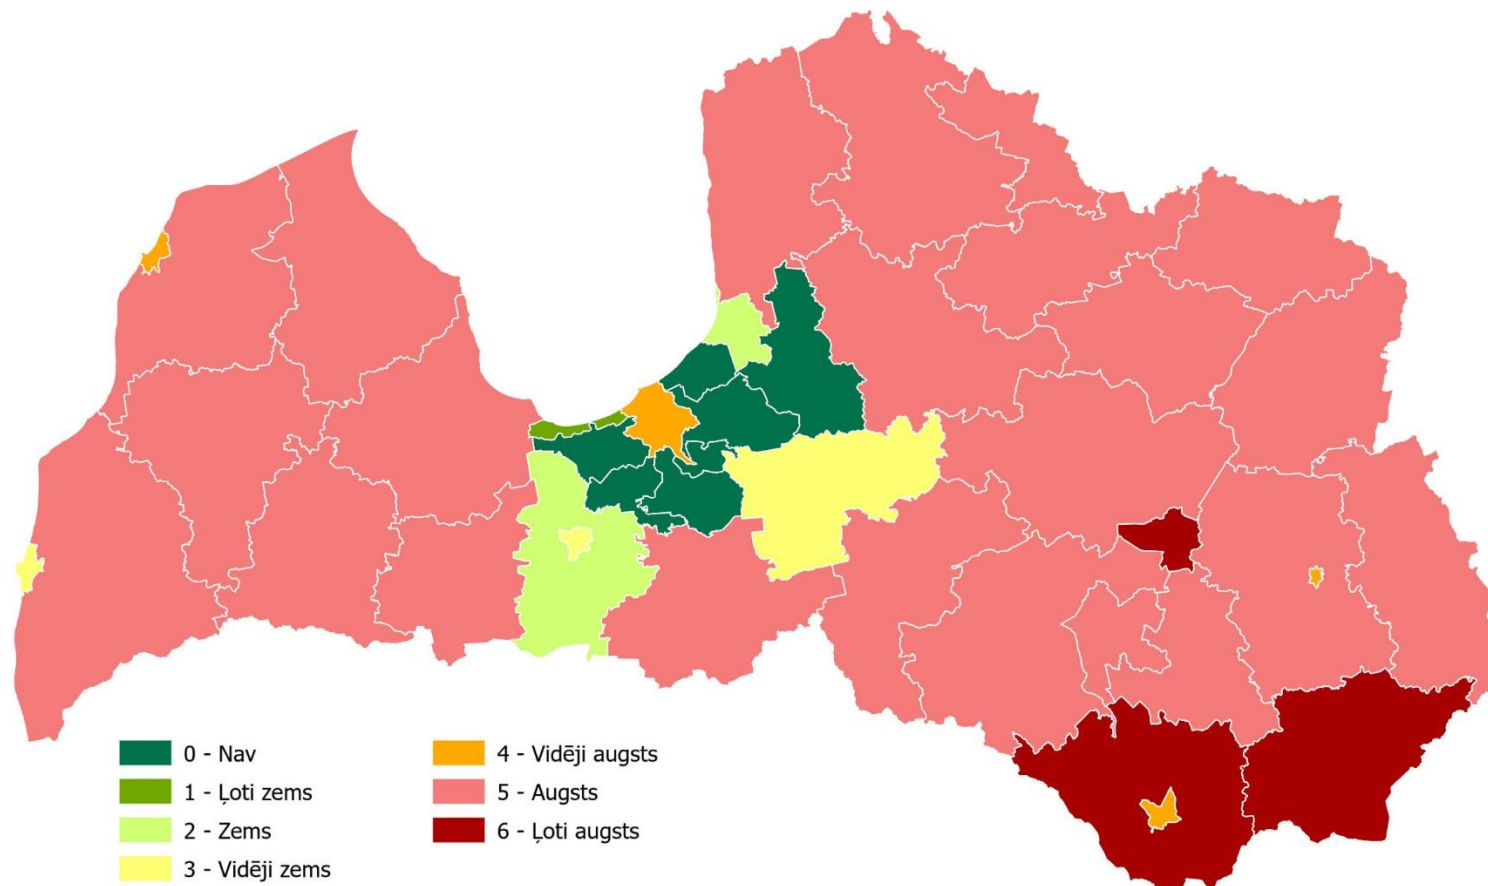 0 - Nav
1 - Ļoti zems
2 - Zems
3 - Vidēji zems
4 - Vidēji augsts
5 - Augsts
6 - Ļoti augsts